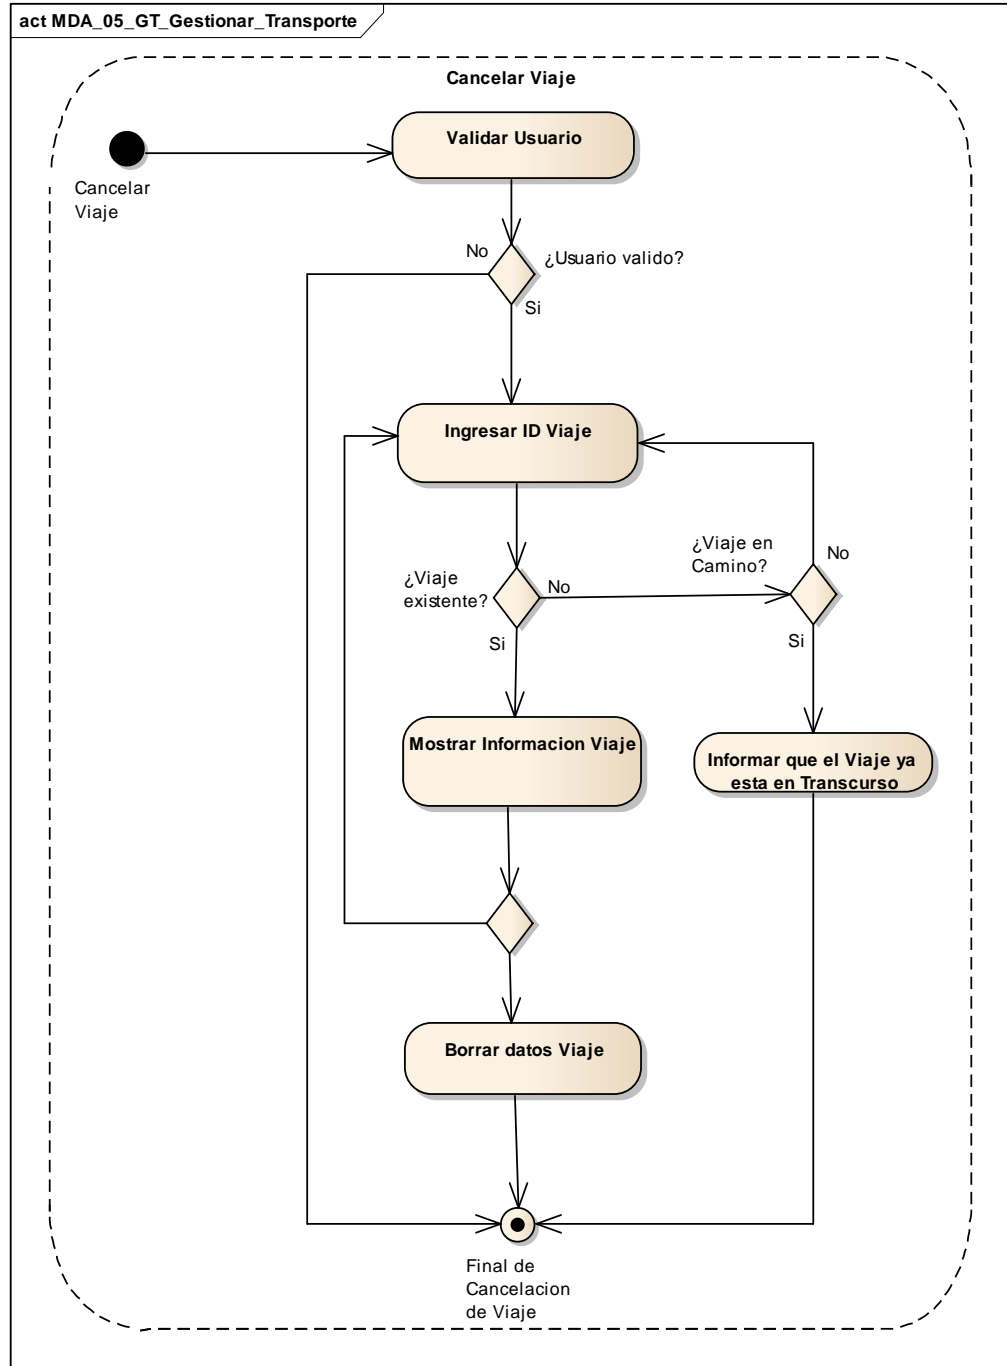 act MDA_05_GT_Gestionar_Transporte
Cancelar Viaje
Validar Usuario
Cancelar
Viaje
No
¿Usuario valido?
Si
Ingresar ID Viaje
¿Viaje en
Camino?
No
¿Viaje
existente?
No
Si
Si
Mostrar Informacion Viaje
Informar que el Viaje ya
esta en Transcurso
Borrar datos Viaje
Final de
Cancelacion
de Viaje